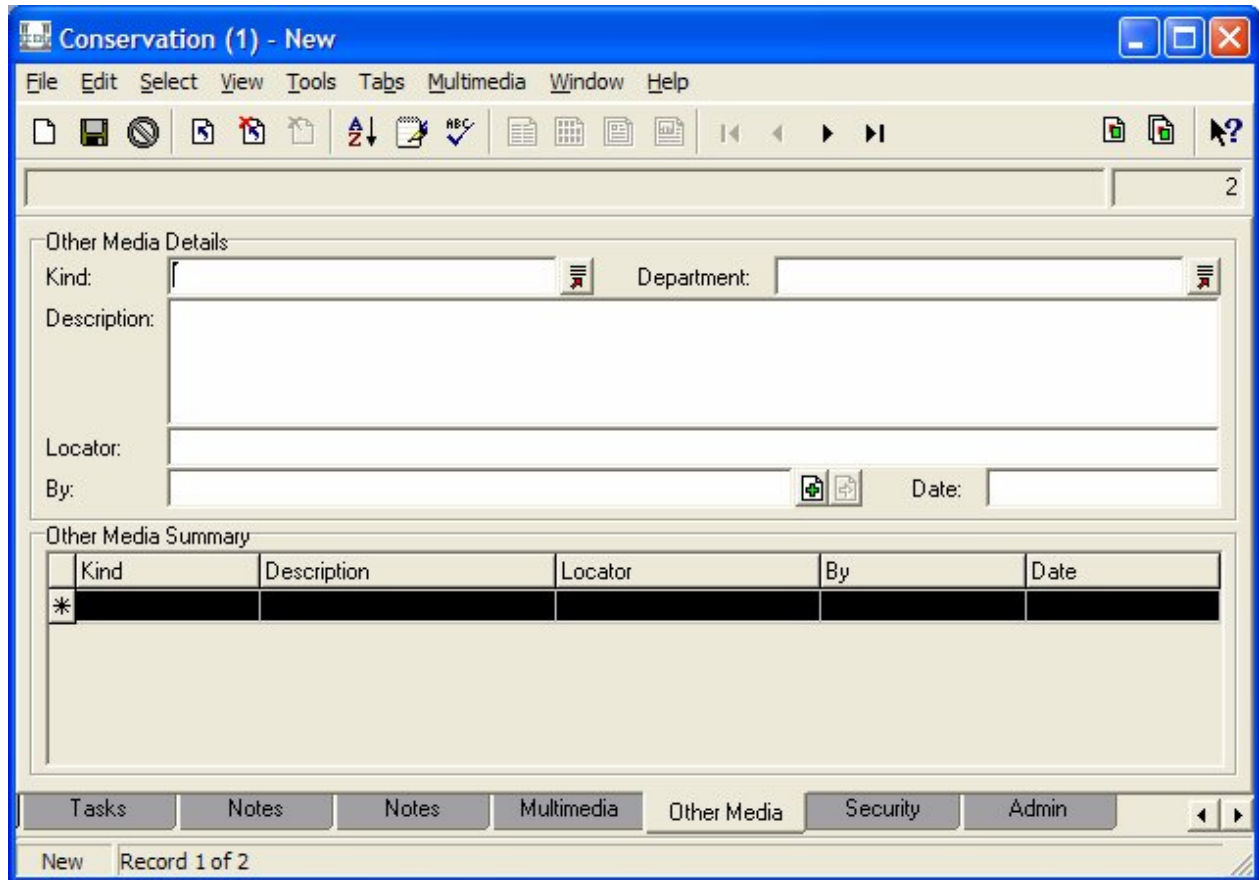 Conservation (1) - New
File Edit Select View Tools Tabs Multimedia Window Help
2
Other Media Details
Kind: Department:
Description:
Locator:
By: Date:
Other Media Summary
Kind Description Locator By Date
Tasks Notes Notes Multimedia Other Media Security Admin
New Record 1 of 2